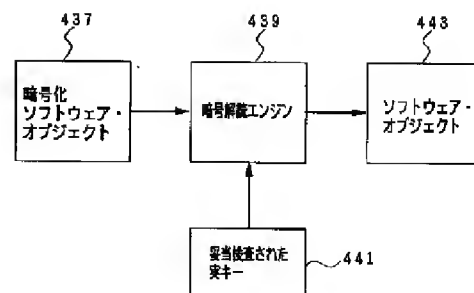 437
439
443
暗号化
ソフトウェア・
オブジェクト
暗号解読エンジン
ソフトウェア・
オブジェクト
妥当検査された
実キー
441